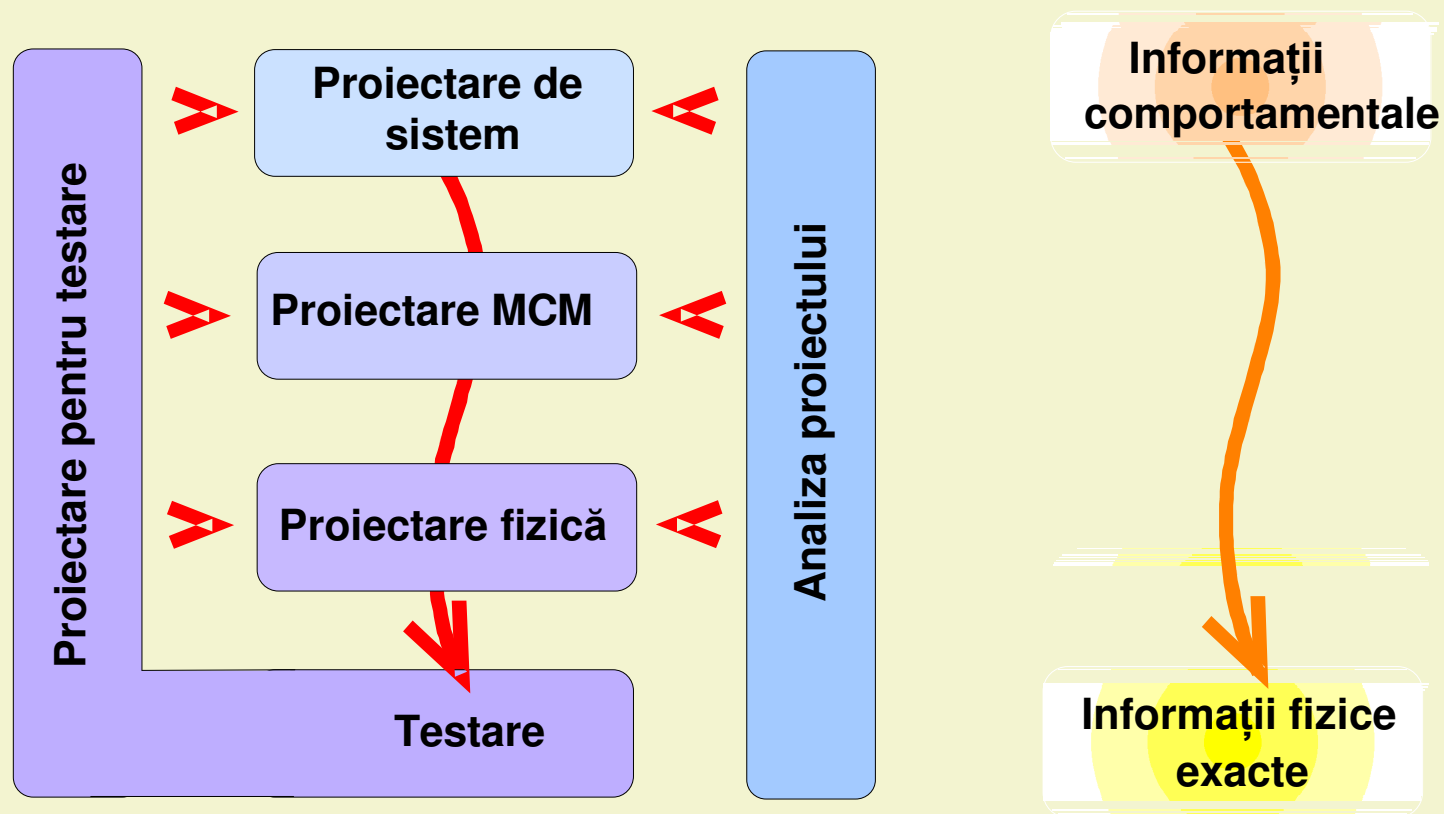 Proiectare pentru testare
Proiectare de
sistem
Proiectare MCM
Proiectare fizică
Testare
Analiza proiectului
Informații
comportamentale
Informații fizice
exacte